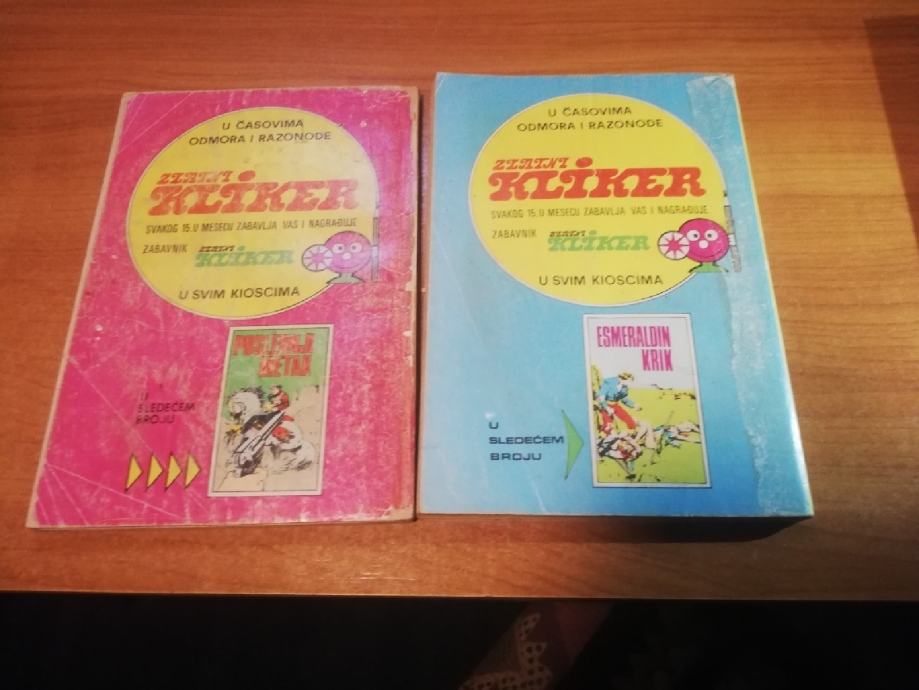 U ČASOVIMA
ODMORA I RAZONODE
ZLATNI
KLIKER
SVAKOG 15. U MESECU ZABAVLJA VAS I NAGRAĐUJE
ZABAVNIK ZLATNI KLIKER
U SVIM KIOSCIMA
U
SLEDEĆEM
BROJU
U ČASOVIMA
ODMORA I RAZONODE
ZLATNI
KLIKER
SVAKOG 15. U MESECU ZABAVLJA VAS I NAGRAĐUJE
ZABAVNIK ZLATNI KLIKER
U SVIM KIOSCIMA
ESMERALDIN
KRIK
U
SLEDEĆEM
BROJU